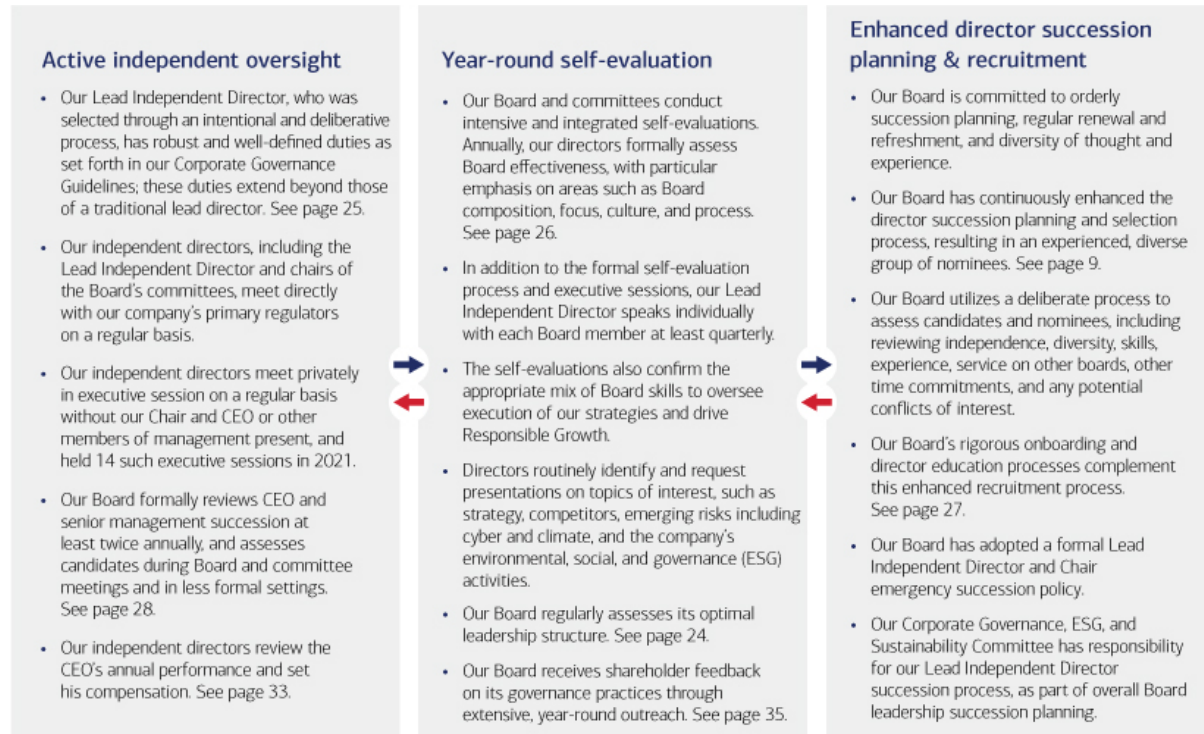 Active independent oversight
• Our Lead Independent Director, who was
selected through an intentional and deliberative
process, has robust and well-defined duties as
set forth in our Corporate Governance
Guidelines; these duties extend beyond those
of a traditional lead director. See page 25.
• Our independent directors, including the
Lead Independent Director and chairs of
the Board's committees, meet directly
with our company's primary regulators
on a regular basis.
• Our independent directors meet privately
in executive session on a regular basis
without our Chair and CEO or other
members of management present, and
held 14 such executive sessions in 2021.
• Our Board formally reviews CEO and
senior management succession at
least twice annually, and assesses
candidates during Board and committee
meetings and in less formal settings.
See page 28.
• Our independent directors review the
CEO's annual performance and set
his compensation. See page 33.
Year-round self-evaluation
• Our Board and committees conduct
intensive and integrated self-evaluations.
Annually, our directors formally assess
Board effectiveness, with particular
emphasis on areas such as Board
composition, focus, culture, and process.
See page 26.
• In addition to the formal self-evaluation
process and executive sessions, our Lead
Independent Director speaks individually
with each Board member at least quarterly.
• The self-evaluations also confirm the
appropriate mix of Board skills to oversee
execution of our strategies and drive
Responsible Growth.
• Directors routinely identify and request
presentations on topics of interest, such as
strategy, competitors, emerging risks including
cyber and climate, and the company's
environmental, social, and governance (ESG)
activities.
• Our Board regularly assesses its optimal
leadership structure. See page 24.
• Our Board receives shareholder feedback
on its governance practices through
extensive, year-round outreach. See page 35.
Enhanced director succession
planning & recruitment
• Our Board is committed to orderly
succession planning, regular renewal and
refreshment, and diversity of thought and
experience.
• Our Board has continuously enhanced the
director succession planning and selection
process, resulting in an experienced, diverse
group of nominees. See page 9.
• Our Board utilizes a deliberate process to
assess candidates and nominees, including
reviewing independence, diversity, skills,
experience, service on other boards, other
time commitments, and any potential
conflicts of interest.
• Our Board's rigorous onboarding and
director education processes complement
this enhanced recruitment process.
See page 27.
• Our Board has adopted a formal Lead
Independent Director and Chair
emergency succession policy.
• Our Corporate Governance, ESG, and
Sustainability Committee has responsibility
for our Lead Independent Director
succession process, as part of overall Board
leadership succession planning.